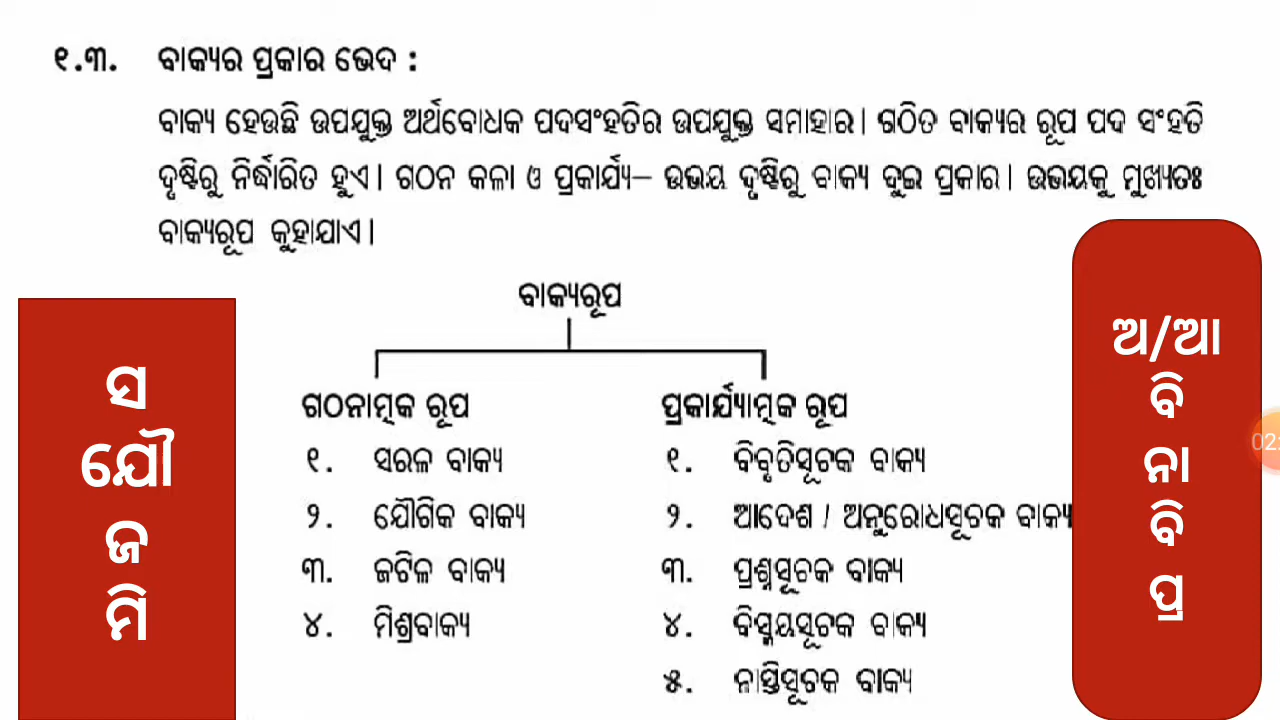 ୧.୩. ବାକ୍ୟର ପ୍ରକାର ଭେଦ :
ବାକ୍ୟ ହେଉଛି ଉପଯୁକ୍ତ ଅର୍ଥବୋଧକ ପଦସଂହତିର ଉପଯୁକ୍ତ ସମାହାର। ଗଠିତ ବାକ୍ୟର ରୂପ ପଦ ସଂହତି
ଦୃଷ୍ଟିରୁ ନିର୍ଦ୍ଧାରିତ ହୁଏ। ଗଠନ କଳା ଓ ପ୍ରକାର୍ଯ୍ୟ– ଉଭୟ ଦୃଷ୍ଟିରୁ ବାକ୍ୟ ଦୁଇ ପ୍ରକାର। ଉଭୟକୁ ମୁଖ୍ୟତଃ
ବାକ୍ୟରୂପ କୁହାଯାଏ।
ବାକ୍ୟରୂପ
ଗଠନାତ୍ମକ ରୂପ
୧. ସରଳ ବାକ୍ୟ
୨. ଯୌଗିକ ବାକ୍ୟ
୩. ଜଟିଳ ବାକ୍ୟ
୪. ମିଶ୍ରବାକ୍ୟ
ପ୍ରକାର୍ଯ୍ୟାତ୍ମକ ରୂପ
୧. ବିବୃତିସୂଚକ ବାକ୍ୟ
୨. ଆଦେଶ / ଅନୁରୋଧସୂଚକ ବାକ୍ୟ
୩. ପ୍ରଶ୍ନସୂଚକ ବାକ୍ୟ
୪. ବିସ୍ମୟସୂଚକ ବାକ୍ୟ
୫. ନାସ୍ତିସୂଚକ ବାକ୍ୟ
ସ
ଯୌ
ଜ
ମି
ଅ/ଆ
ବି
ନା
ବି
ପ୍ର